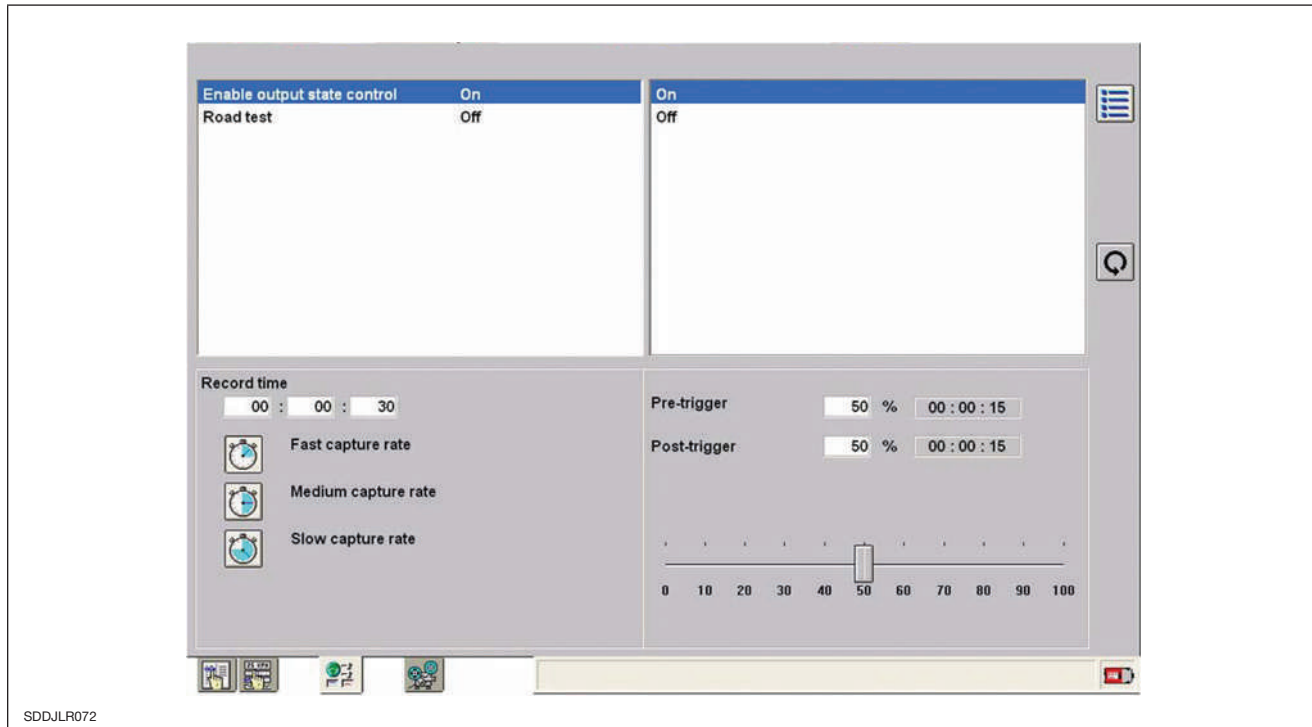 Enable output state control On
Road test Off
On
Off
Record time
00 : 00 : 30
Fast capture rate
Medium capture rate
Slow capture rate
Pre-trigger 50 % 00 : 00 : 15
Post-trigger 50 % 00 : 00 : 15
0 10 20 30 40 50 60 70 80 90 100
SDDJLR072